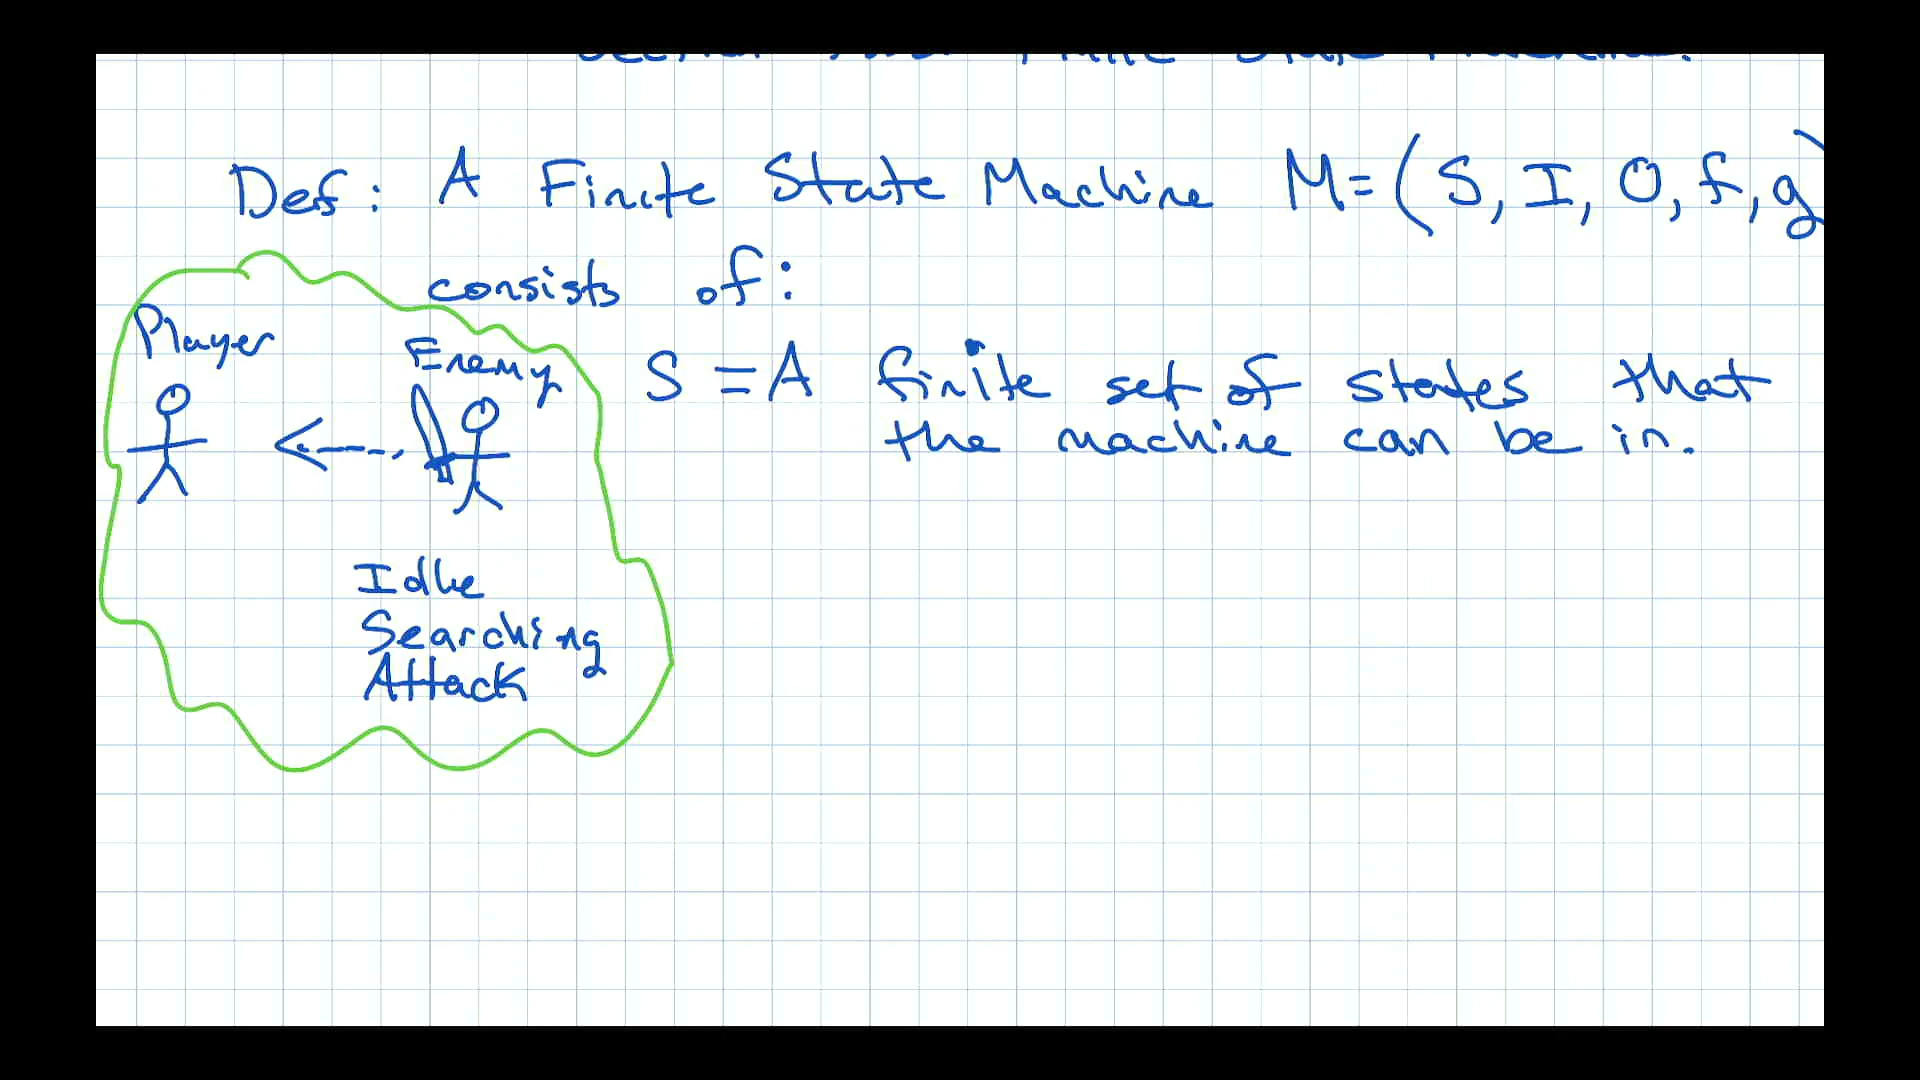 Def: A Finite State Machine M=(S, I, O, f, g)
consists of:
Player
Enemy
S = A finite set of states that
the machine can be in.
Idle
Searching
Attack